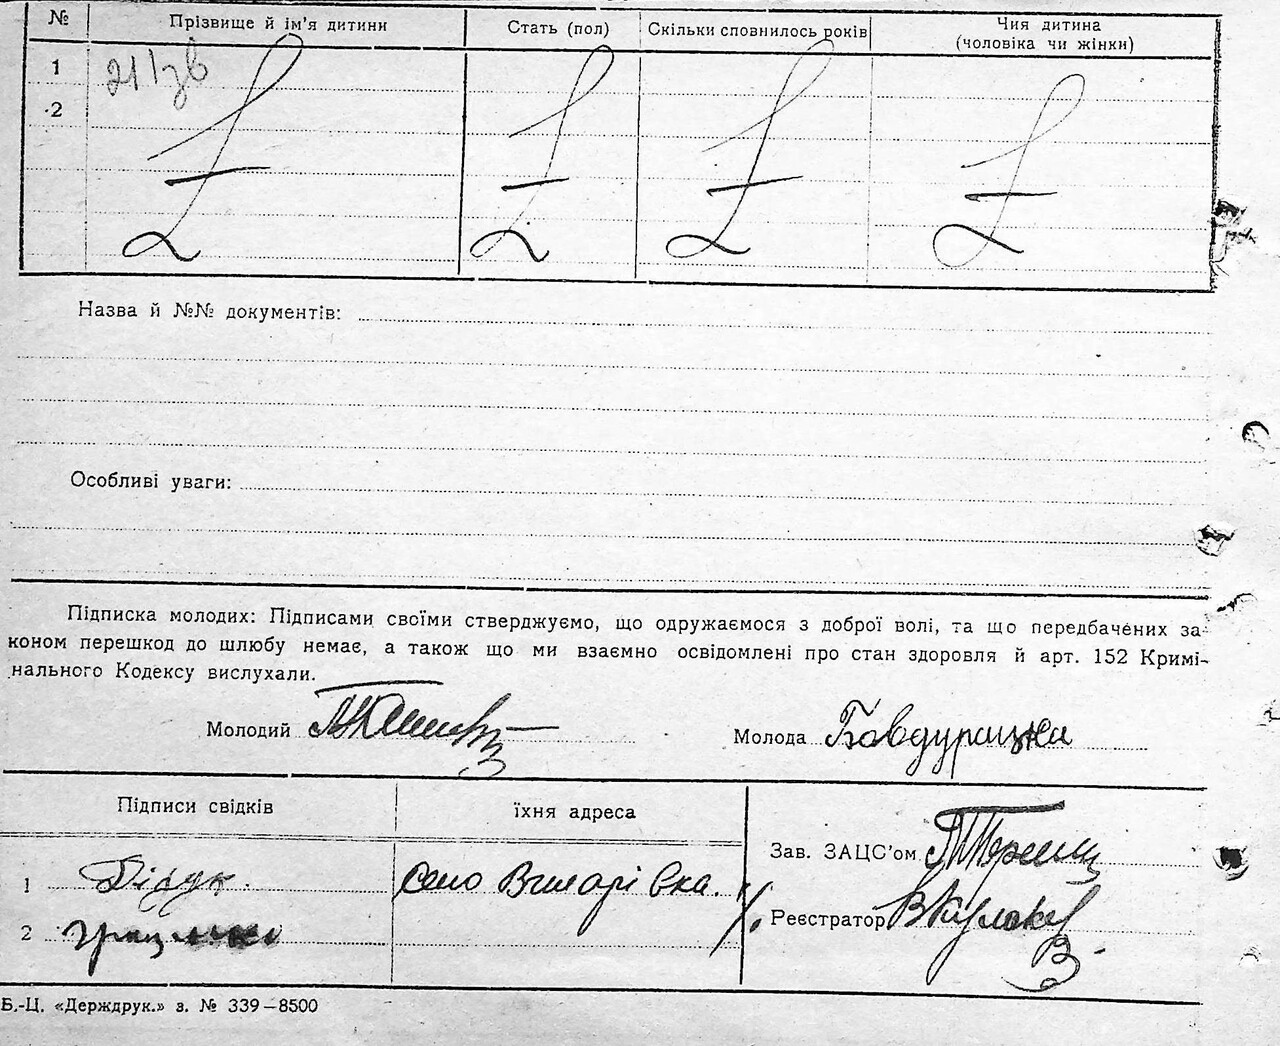 № Прізвище й ім'я дитини Стать (пол) Скільки сповнилось років Чия дитина
(чоловіка чи жінки)
1
2
Назва й №№ документів:
Особливі уваги:
Підписка молодих: Підписами своїми стверджуємо, що одружаємося з доброї волі, та що передбачених за-
коном перешкод до шлюбу немає, а також що ми взаємно освідомлені про стан здоровля й арт. 152 Кримі-
нального Кодексу вислухали.
Молодий
Молода
Підписи свідків їхня адреса
Зав. ЗАЦС'ом
1 Село
Реєстратор
2
Б.-Ц. «Держдрук.» з. № 339—8500